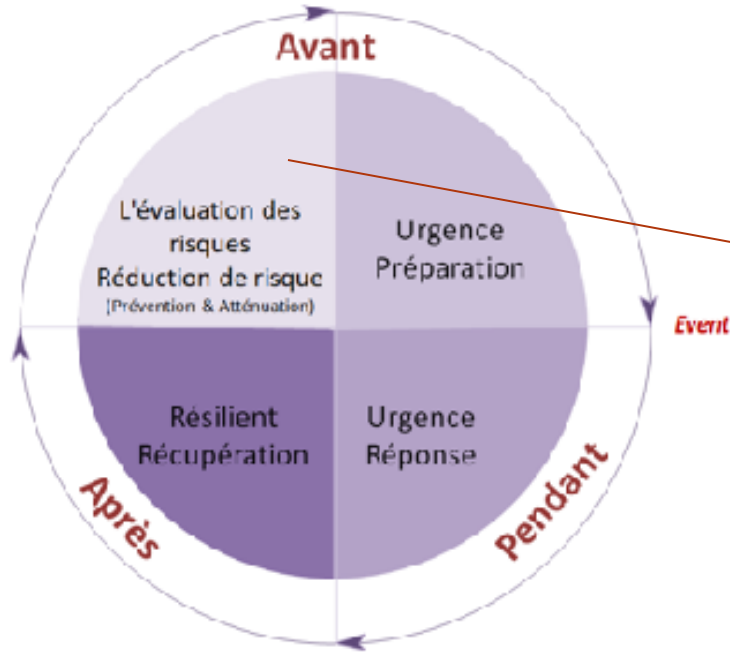 Avant
L'évaluation des
risques
Réduction de risque
(Prévention & Atténuation)
Urgence
Préparation
Event
Résilient
Récupération
Urgence
Réponse
Après
Pendant